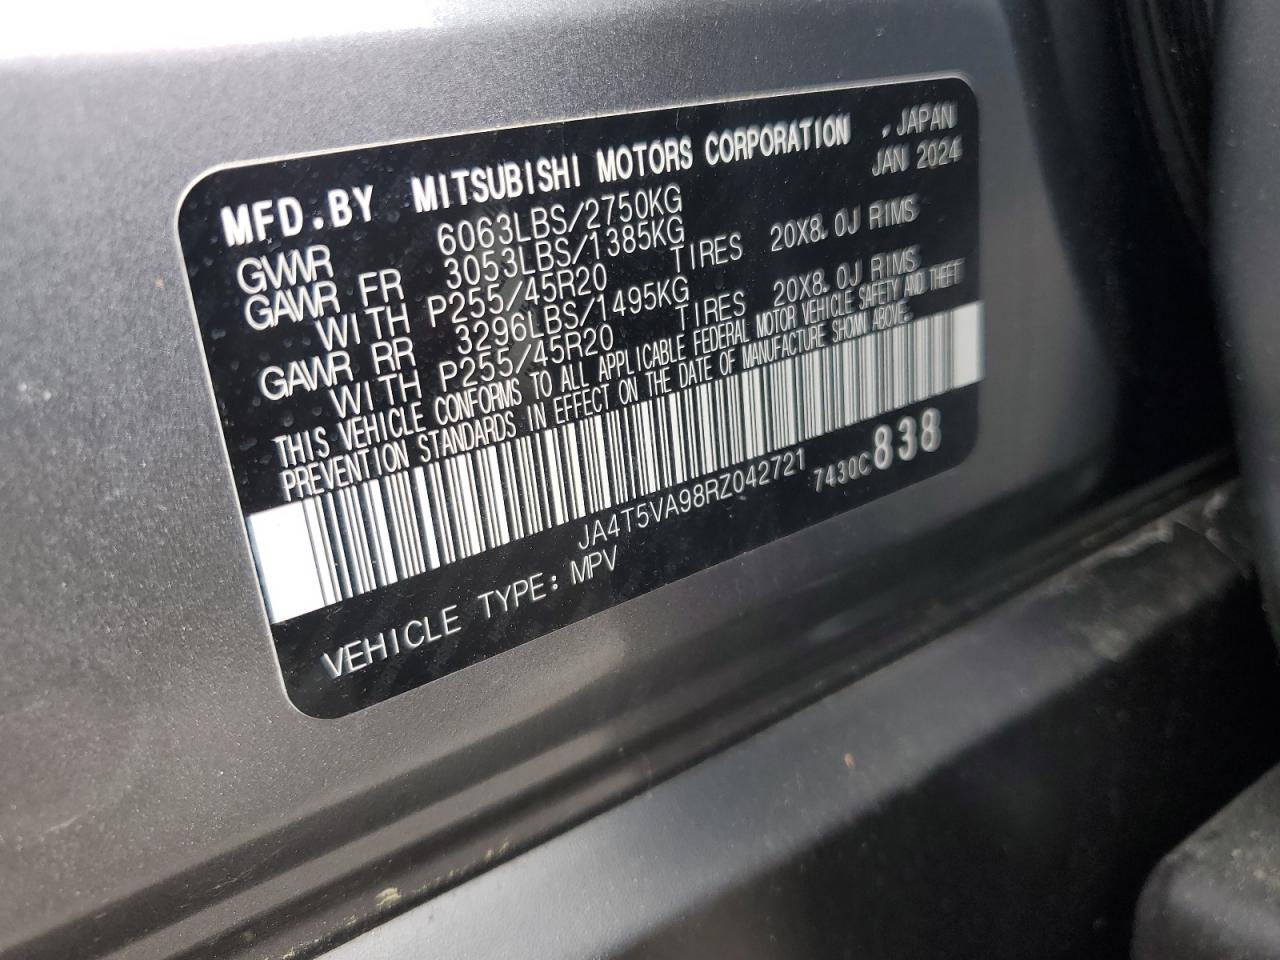 MFD.BY MITSUBISHI MOTORS CORPORATION , JAPAN
JAN 2024
GVWR 6063LBS/2750KG
GAWR FR 3053LBS/1385KG
WITH P255/45R20 TIRES 20X8.0J RIMS
GAWR RR 3296LBS/1495KG
WITH P255/45R20 TIRES 20X8.0J RIMS
THIS VEHICLE CONFORMS TO ALL APPLICABLE FEDERAL MOTOR VEHICLE SAFETY AND THEFT
PREVENTION STANDARDS IN EFFECT ON THE DATE OF MANUFACTURE SHOWN ABOVE.
JA4T5VA98RZ042721 7430C838
VEHICLE TYPE: MPV